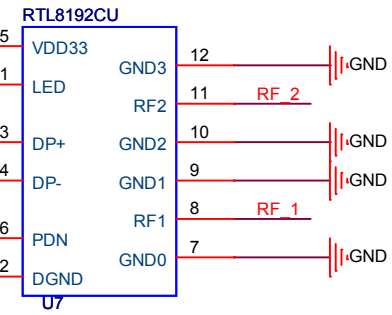 RTL8192CU
5 VDD33 GND3 12 GND
1 LED RF2 11 RF_2
3 DP+ GND2 10 GND
4 DP- GND1 9 GND
RF1 8 RF_1
6 PDN GND0 7 GND
2 DGND
U7